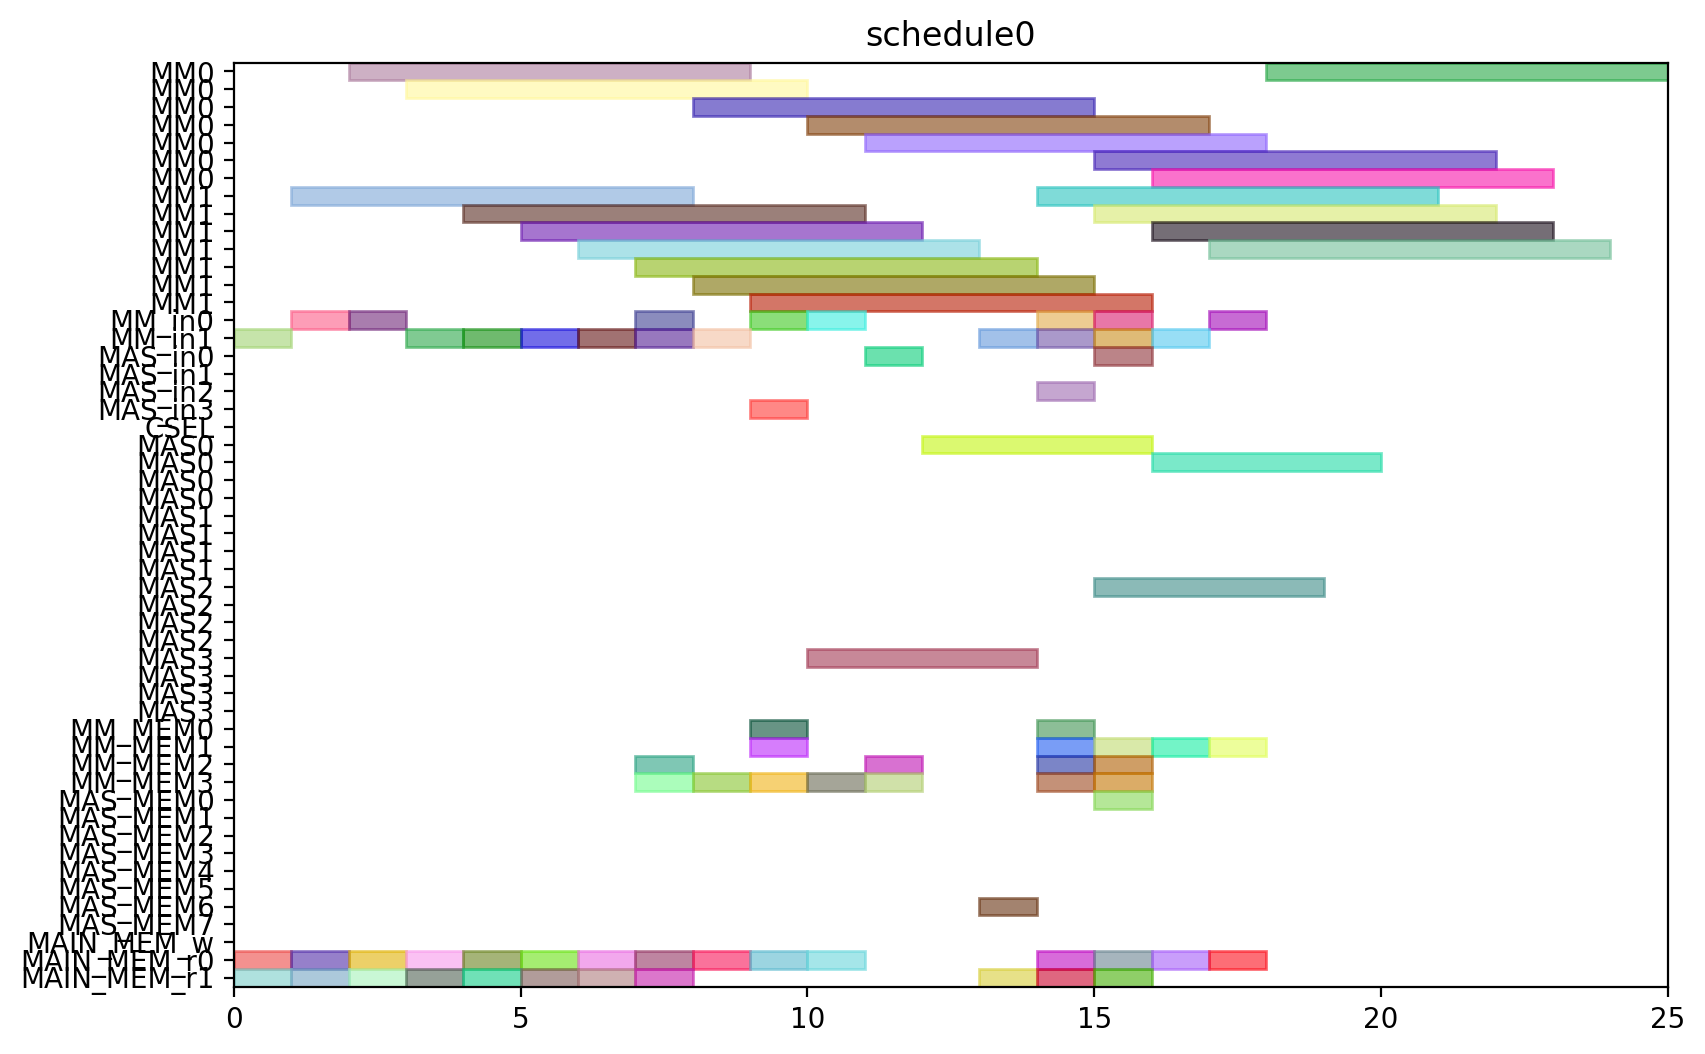 schedule0
MM0
MM0
MM0
MM0
MM0
MM0
MM0
MM1
MM1
MM1
MM1
MM1
MM1
MM1
MM_in0
MM_in1
MAS_in0
MAS_in1
MAS_in2
MAS_in3
CSEL
MAS0
MAS0
MAS0
MAS0
MAS1
MAS1
MAS1
MAS1
MAS2
MAS2
MAS2
MAS2
MAS3
MAS3
MAS3
MAS3
MM_MEM0
MM_MEM1
MM_MEM2
MM_MEM3
MAS_MEM0
MAS_MEM1
MAS_MEM2
MAS_MEM3
MAS_MEM4
MAS_MEM5
MAS_MEM6
MAS_MEM7
MAIN_MEM_w
MAIN_MEM_r0
MAIN_MEM_r1
0 5 10 15 20 25